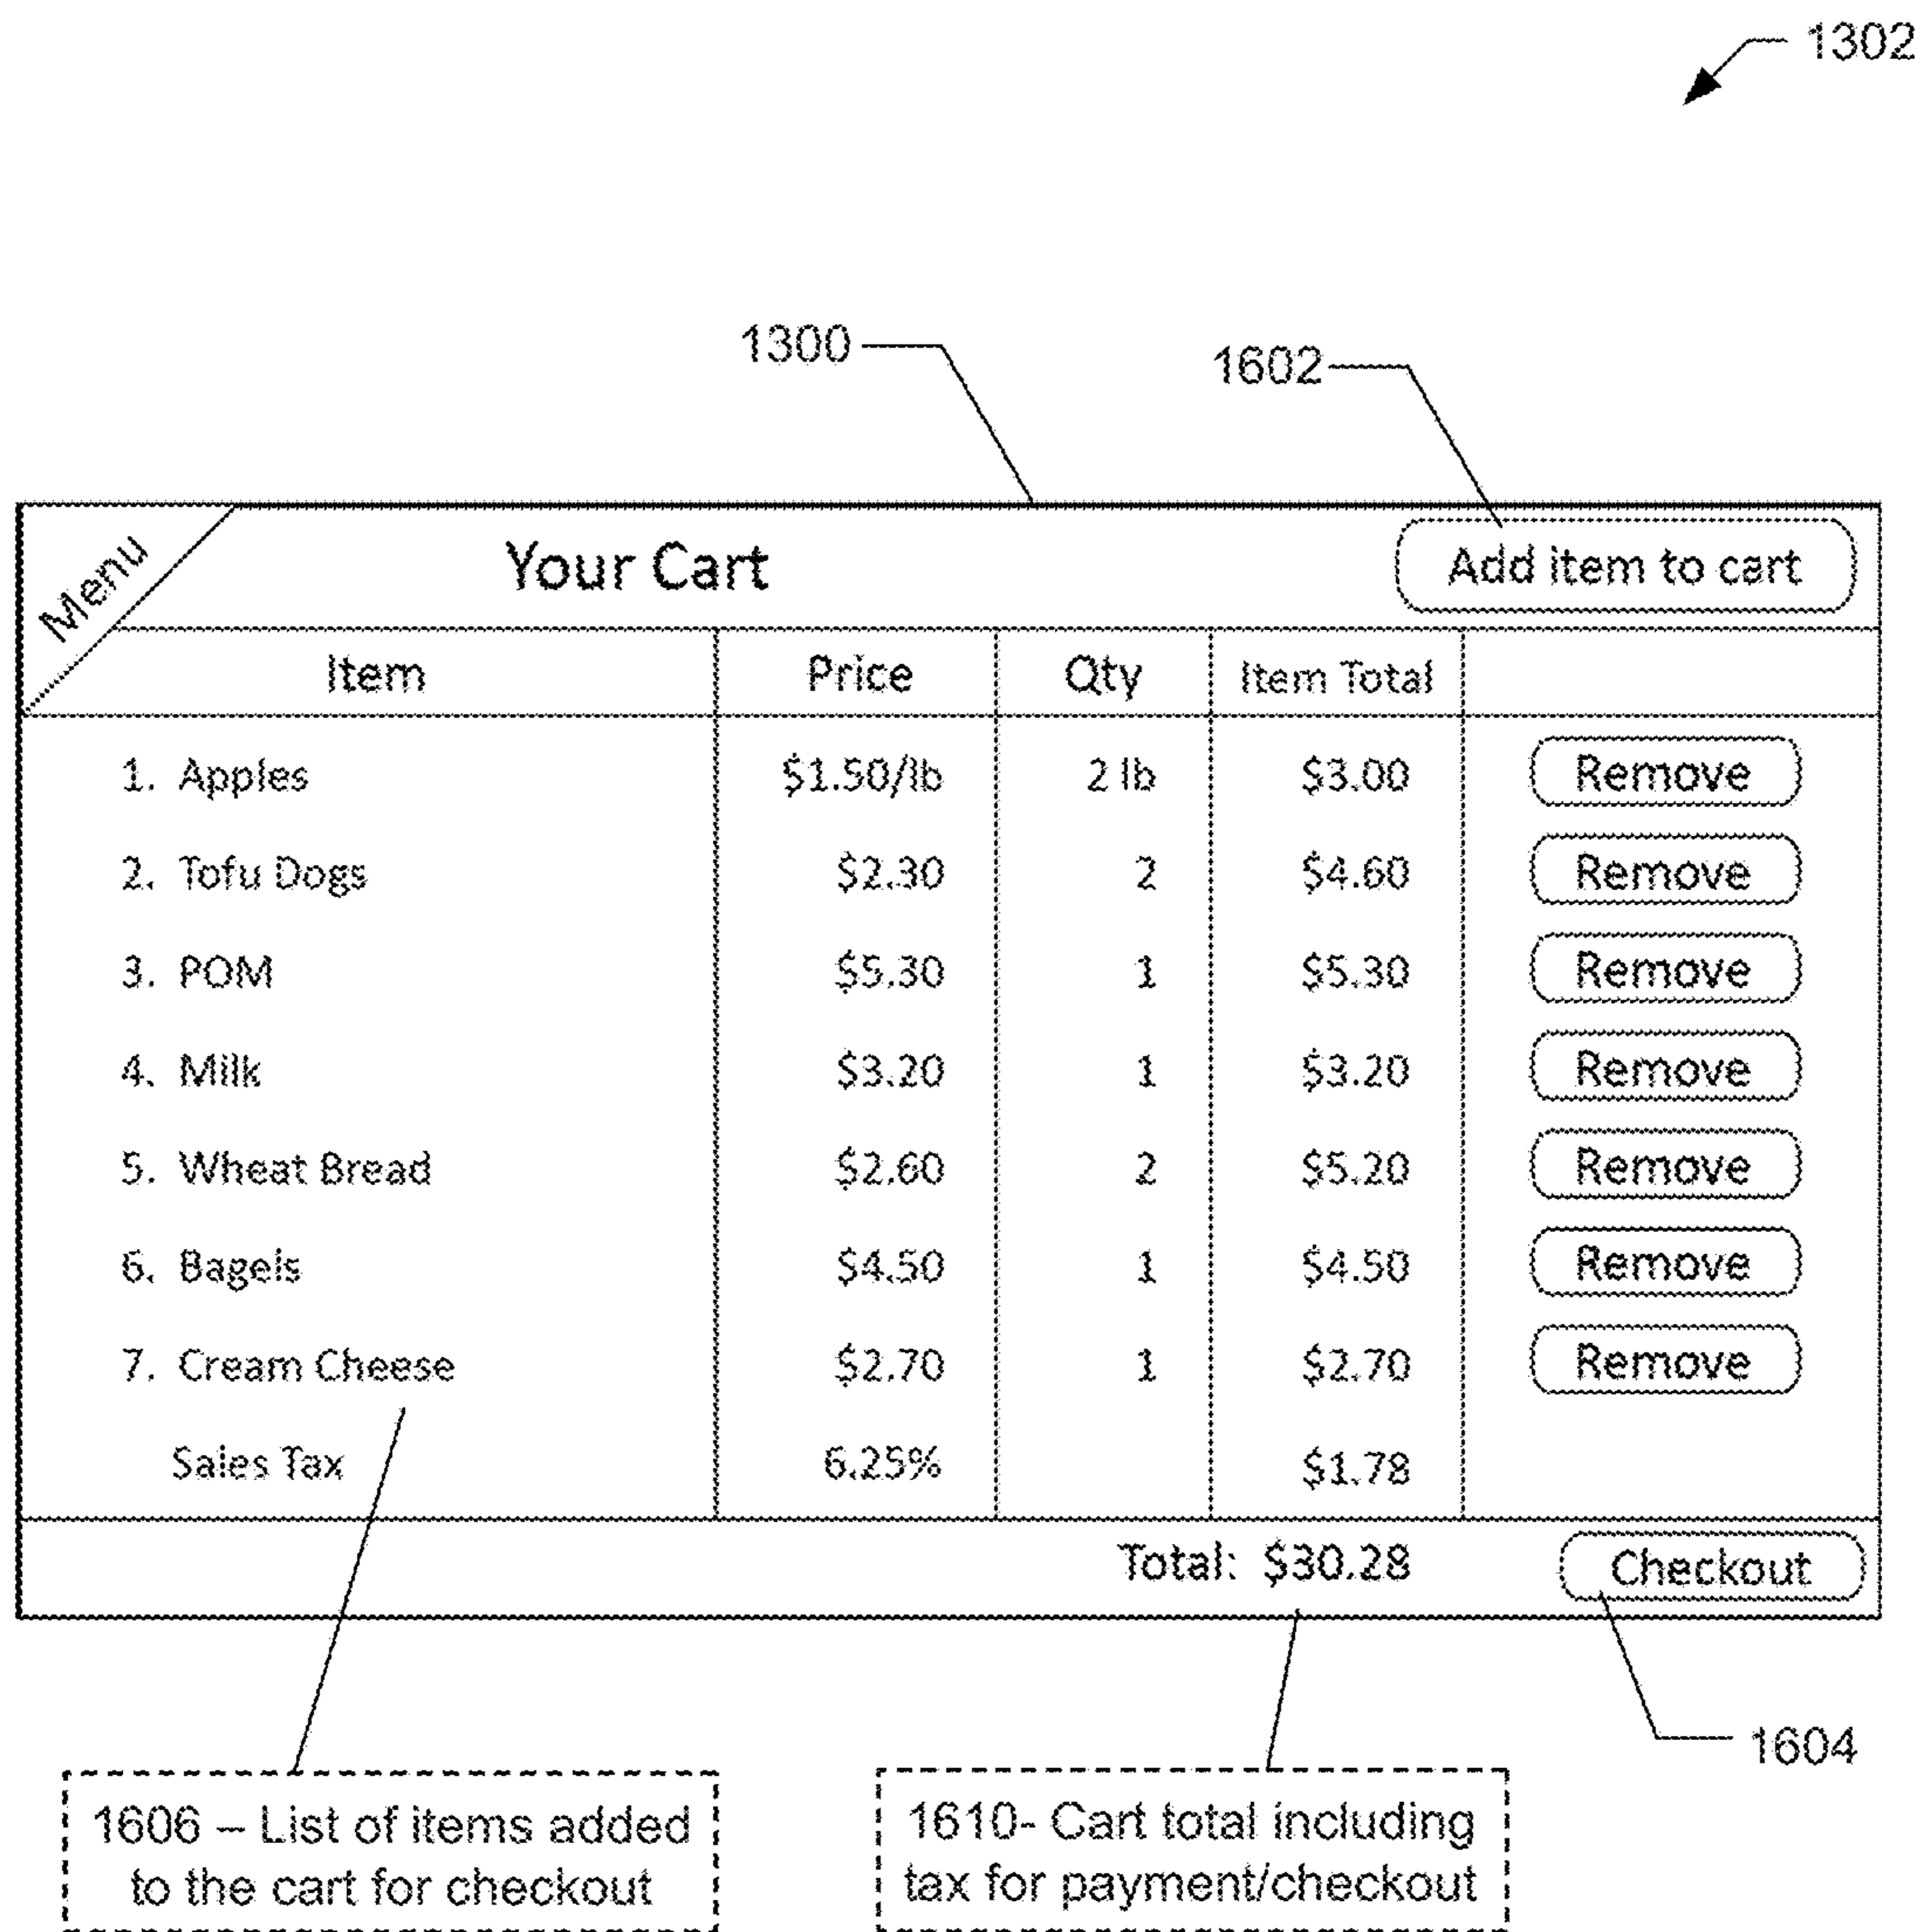 1302
1300
1602
Menu
Your Cart
Add item to cart
Item Price Qty Item Total
1. Apples $1.50/lb 2 lb $3.00 Remove
2. Tofu Dogs $2.30 2 $4.60 Remove
3. POM $5.30 1 $5.30 Remove
4. Milk $3.20 1 $3.20 Remove
5. Wheat Bread $2.60 2 $5.20 Remove
6. Bagels $4.50 1 $4.50 Remove
7. Cream Cheese $2.70 1 $2.70 Remove
Sales Tax 6.25% $1.78
Total: $30.28 Checkout
1604
1606 – List of items added
to the cart for checkout
1610- Cart total including
tax for payment/checkout